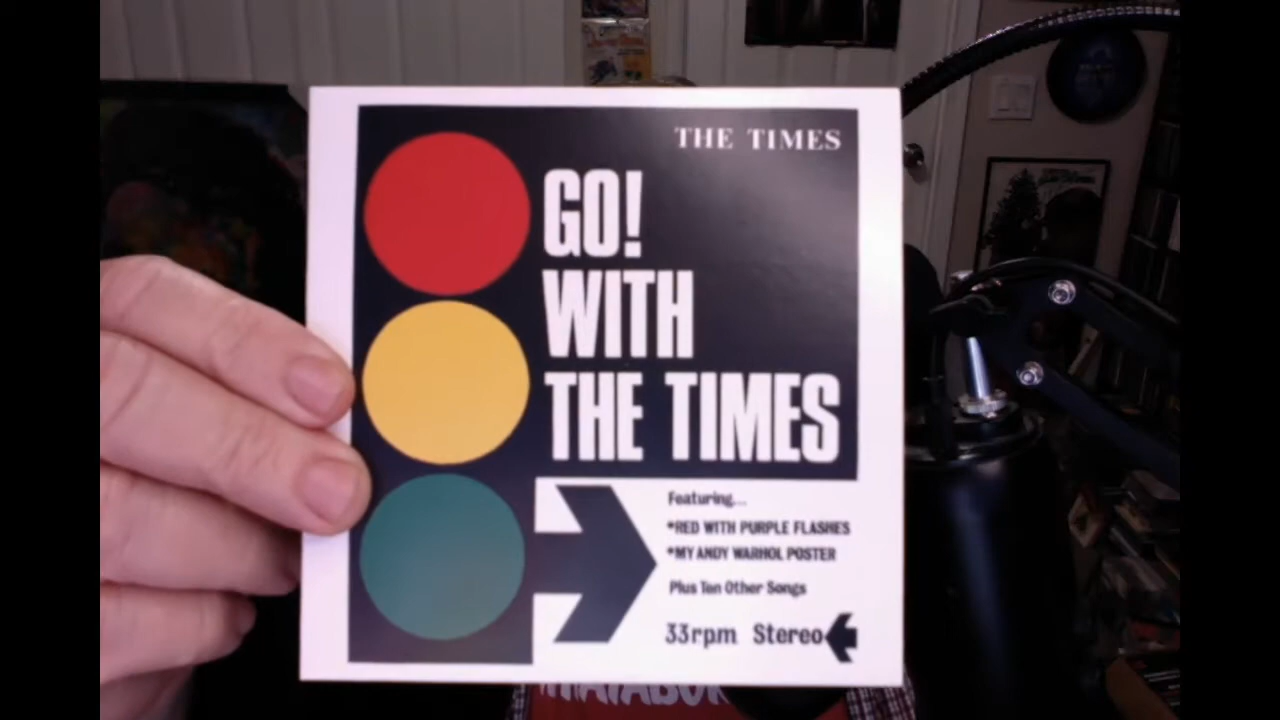 THE TIMES
GO!
WITH
THE TIMES
Featuring...
*RED WITH PURPLE FLASHES
*MY ANDY WARHOL POSTER
Plus Ten Other Songs
33rpm Stereo